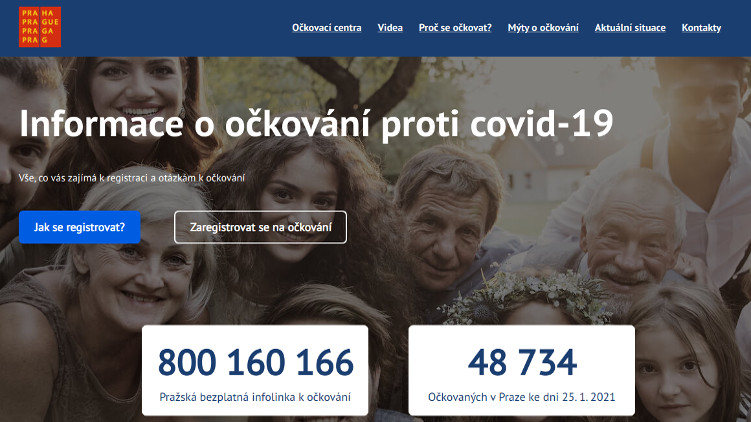 PRA HA
PRA GUE
PRA GA
PRA G
Očkovací centra
Videa
Proč se očkovat?
Mýty o očkování
Aktuální situace
Kontakty
Informace o očkování proti covid-19
Vše, co vás zajímá k registraci a otázkám k očkování
Jak se registrovat?
Zaregistrovat se na očkování
800 160 166
Pražská bezplatná infolinka k očkování
48 734
Očkovaných v Praze ke dni 25. 1. 2021